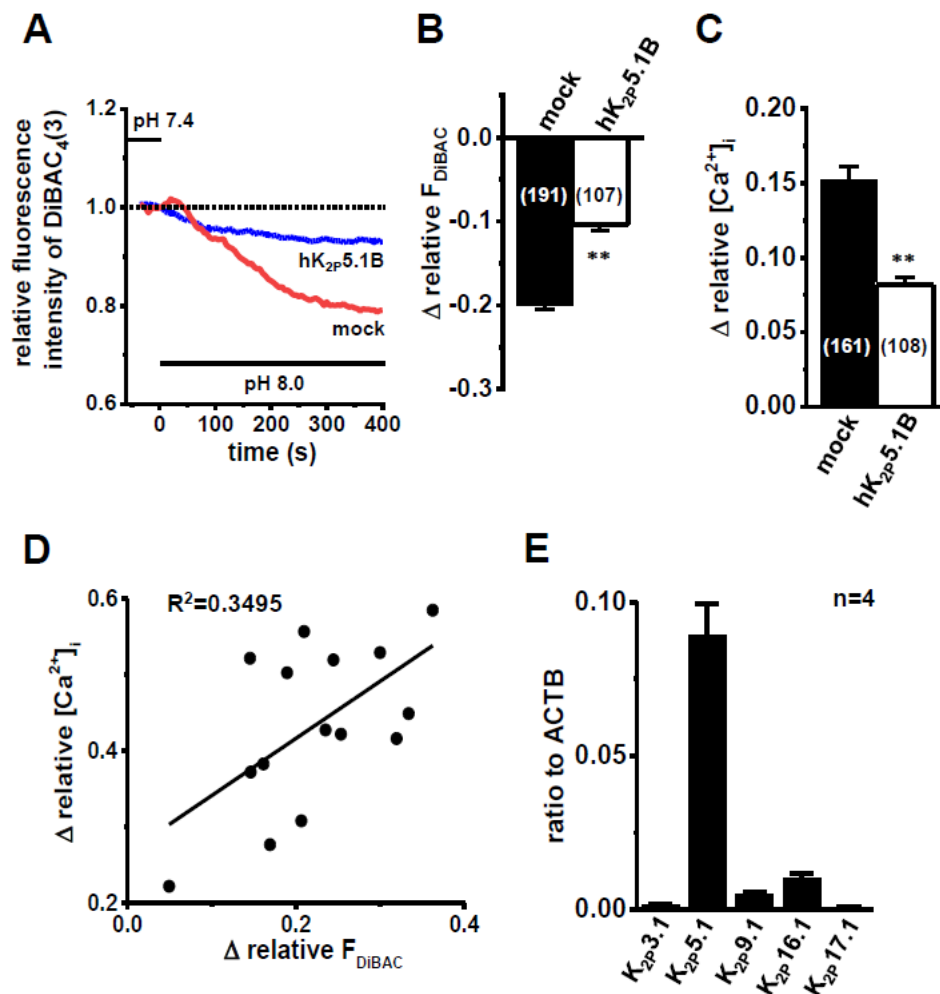 A
relative fluorescence
intensity of DiBAC₄(3)
1.2
1.0
0.8
0.6
pH 7.4
hK₂ₚ5.1B
mock
pH 8.0
0 100 200 300 400
time (s)
B
mock
hK₂ₚ5.1B
Δ relative F_DiBAC
0.0
-0.1
-0.2
-0.3
(191)
(107)
**
C
Δ relative [Ca²⁺]ᵢ
0.20
0.15
0.10
0.05
0.00
**
(161)
(108)
mock
hK₂ₚ5.1B
D
R²=0.3495
Δ relative [Ca²⁺]ᵢ
0.6
0.4
0.2
0.0 0.2 0.4
Δ relative F_DiBAC
E
n=4
ratio to ACTB
0.10
0.05
0.00
K₂ₚ3.1
K₂ₚ5.1
K₂ₚ9.1
K₂ₚ16.1
K₂ₚ17.1